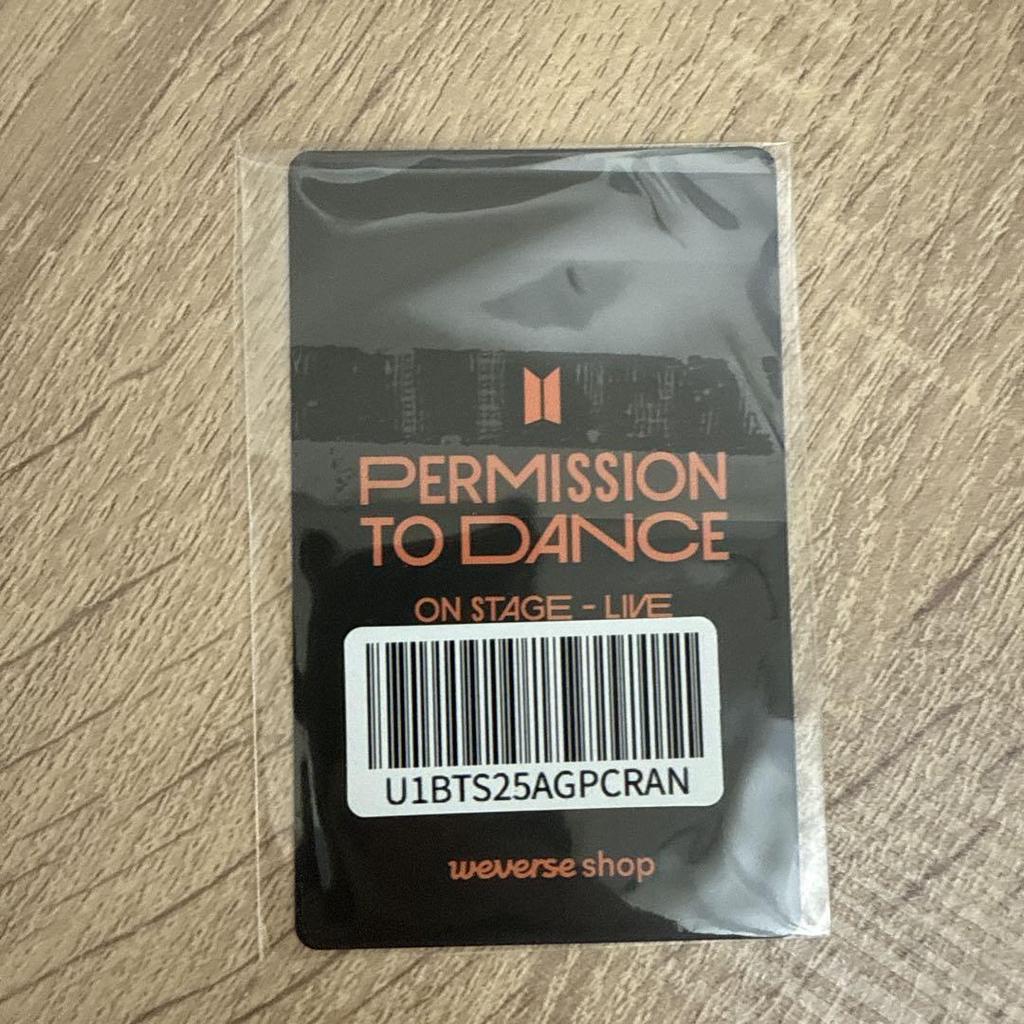 PERMISSION
TO DANCE
ON STAGE - LIVE
U1BTS25AGPCRAN
weverse shop